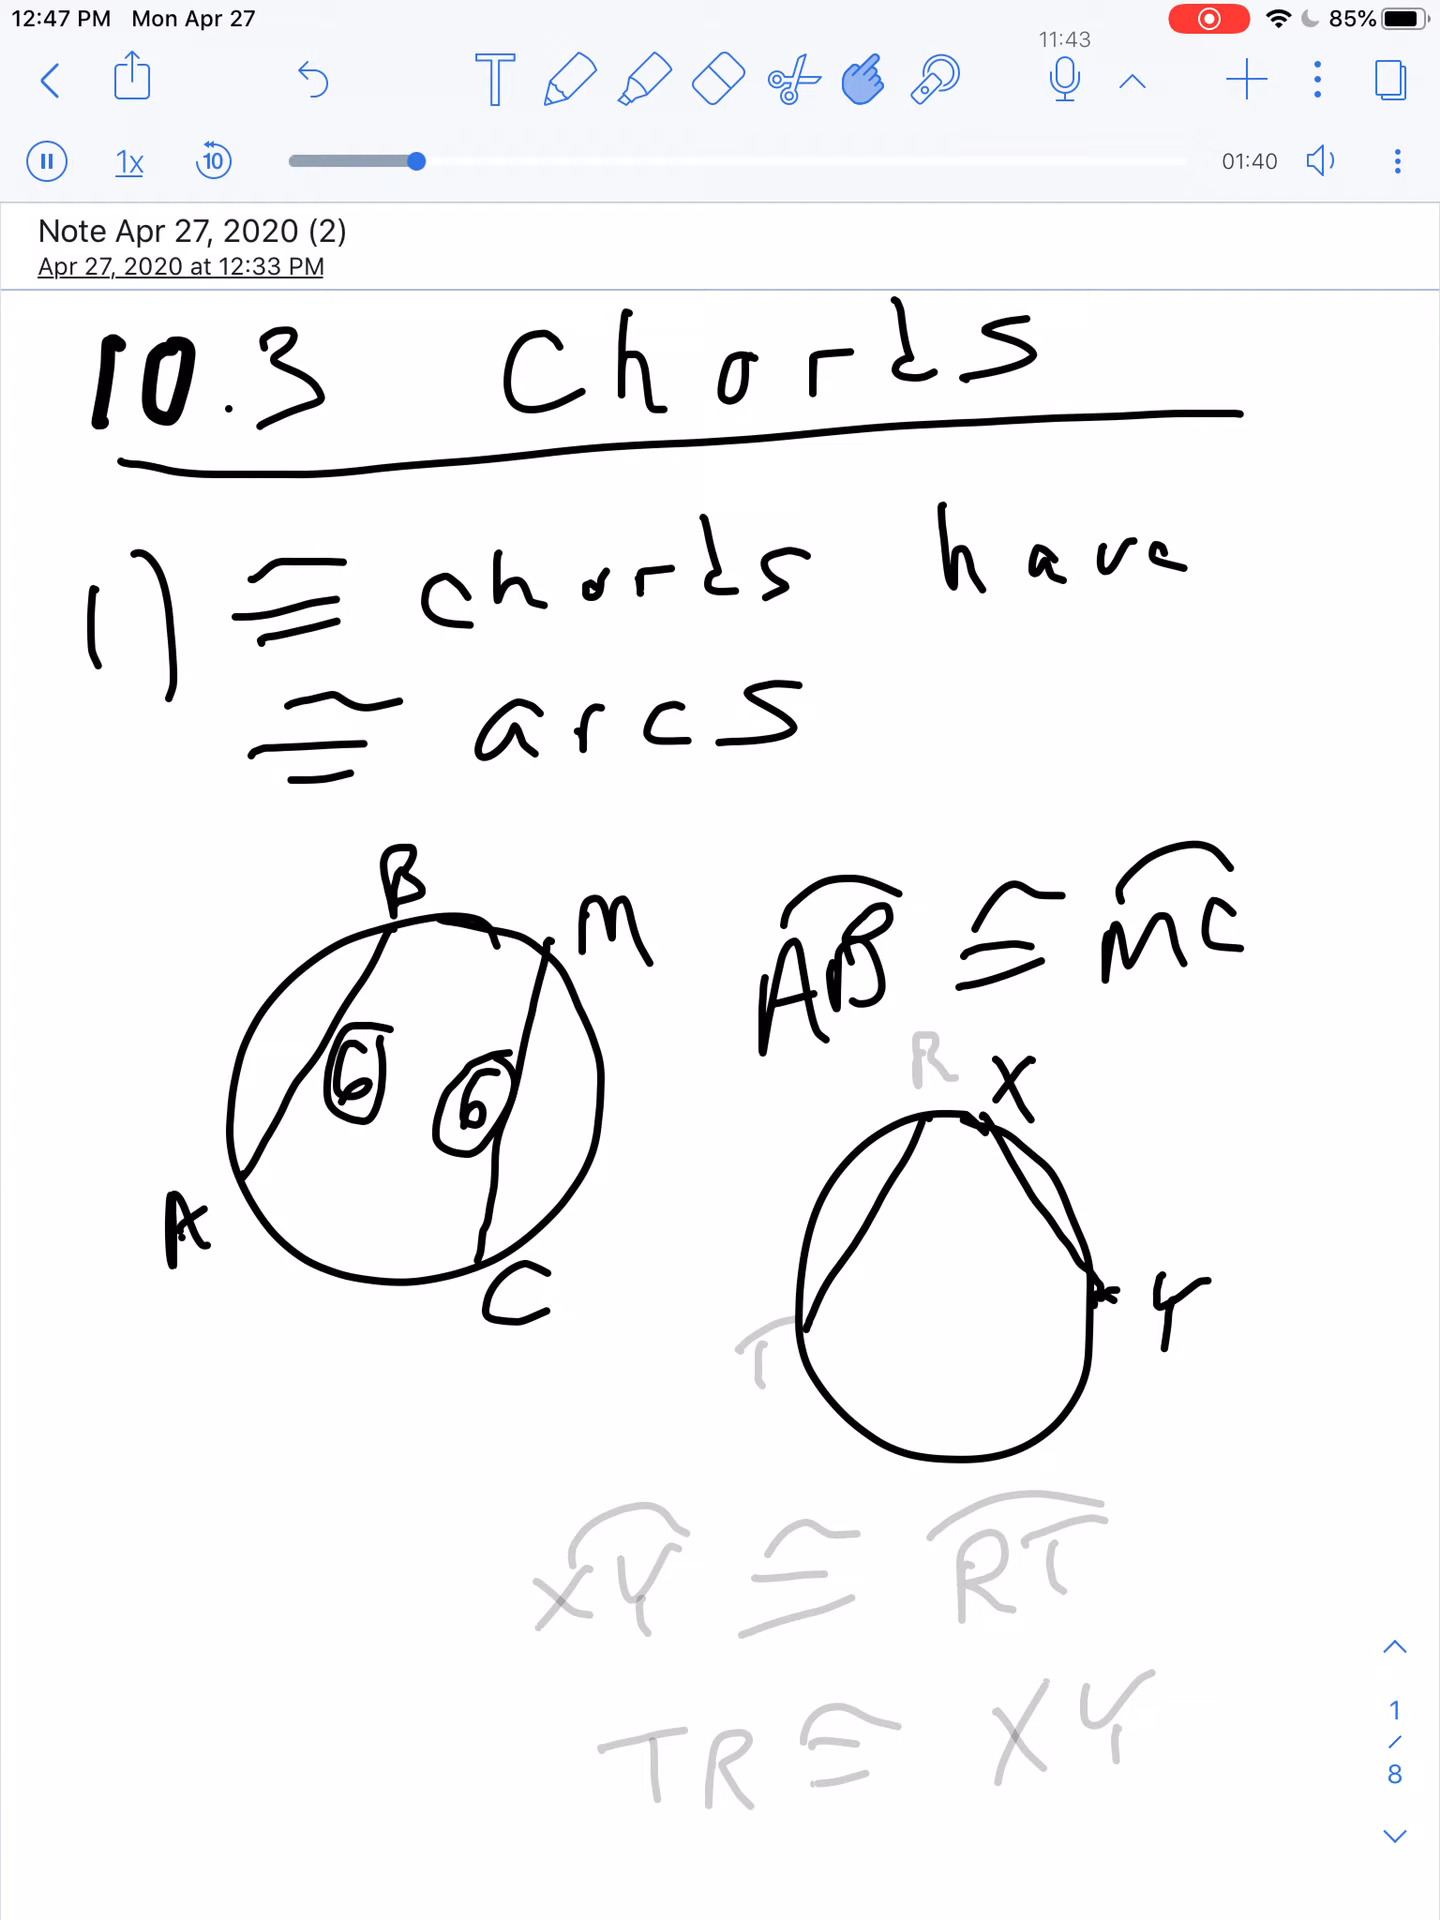 12:47 PM Mon Apr 27
85%
11:43
T
1x
10
01:40
Note Apr 27, 2020 (2)
Apr 27, 2020 at 12:33 PM
10.3 Chords
1) ≅ chords have
≅ arcs
B
M
AB ≅ MC
6
6
A
C
R
X
T
Y
XY ≅ RT
TR ≅ XY
1
/
8